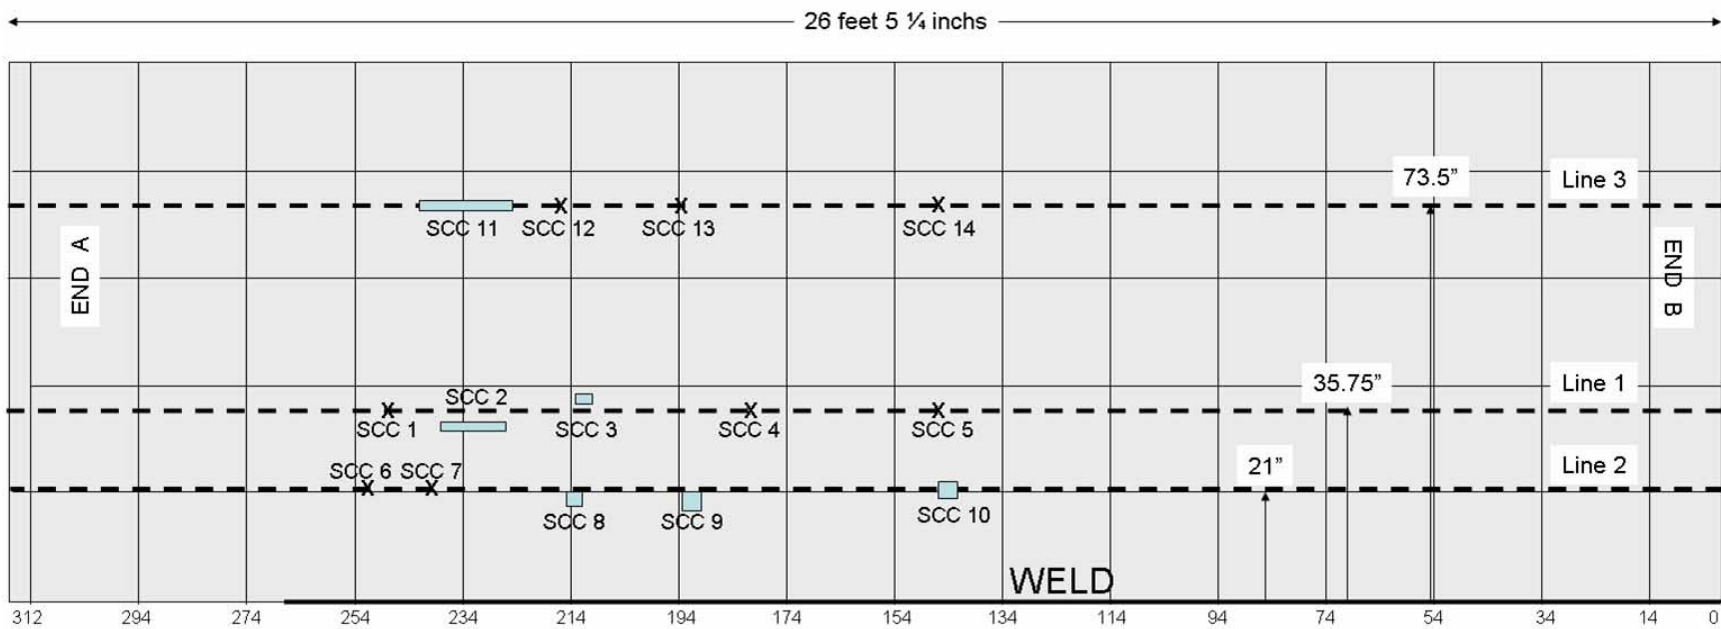 26 feet 5 ¼ inchs
73.5” Line 3
SCC 11 SCC 12 SCC 13 SCC 14
END A
END B
35.75” Line 1
SCC 2
SCC 1 SCC 3 SCC 4 SCC 5
21” Line 2
SCC 6 SCC 7
SCC 8 SCC 9 SCC 10
WELD
312 294 274 254 234 214 194 174 154 134 114 94 74 54 34 14 0